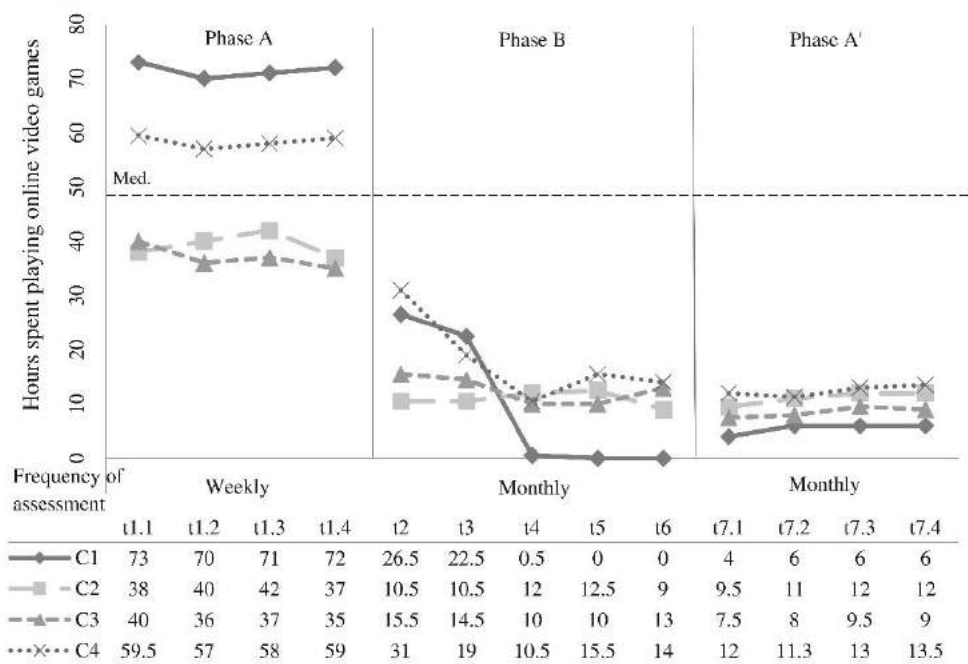 80
Phase A
Phase B
Phase A'
70
60
Med.
50
40
30
20
10
0
Hours spent playing online video games
Frequency of
assessment
Weekly
Monthly
Monthly
t1.1 t1.2 t1.3 t1.4 t2 t3 t4 t5 t6 t7.1 t7.2 t7.3 t7.4
C1 73 70 71 72 26.5 22.5 0.5 0 0 4 6 6 6
C2 38 40 42 37 10.5 10.5 12 12.5 9 9.5 11 12 12
C3 40 36 37 35 15.5 14.5 10 10 13 7.5 8 9.5 9
C4 59.5 57 58 59 31 19 10.5 15.5 14 12 11.3 13 13.5